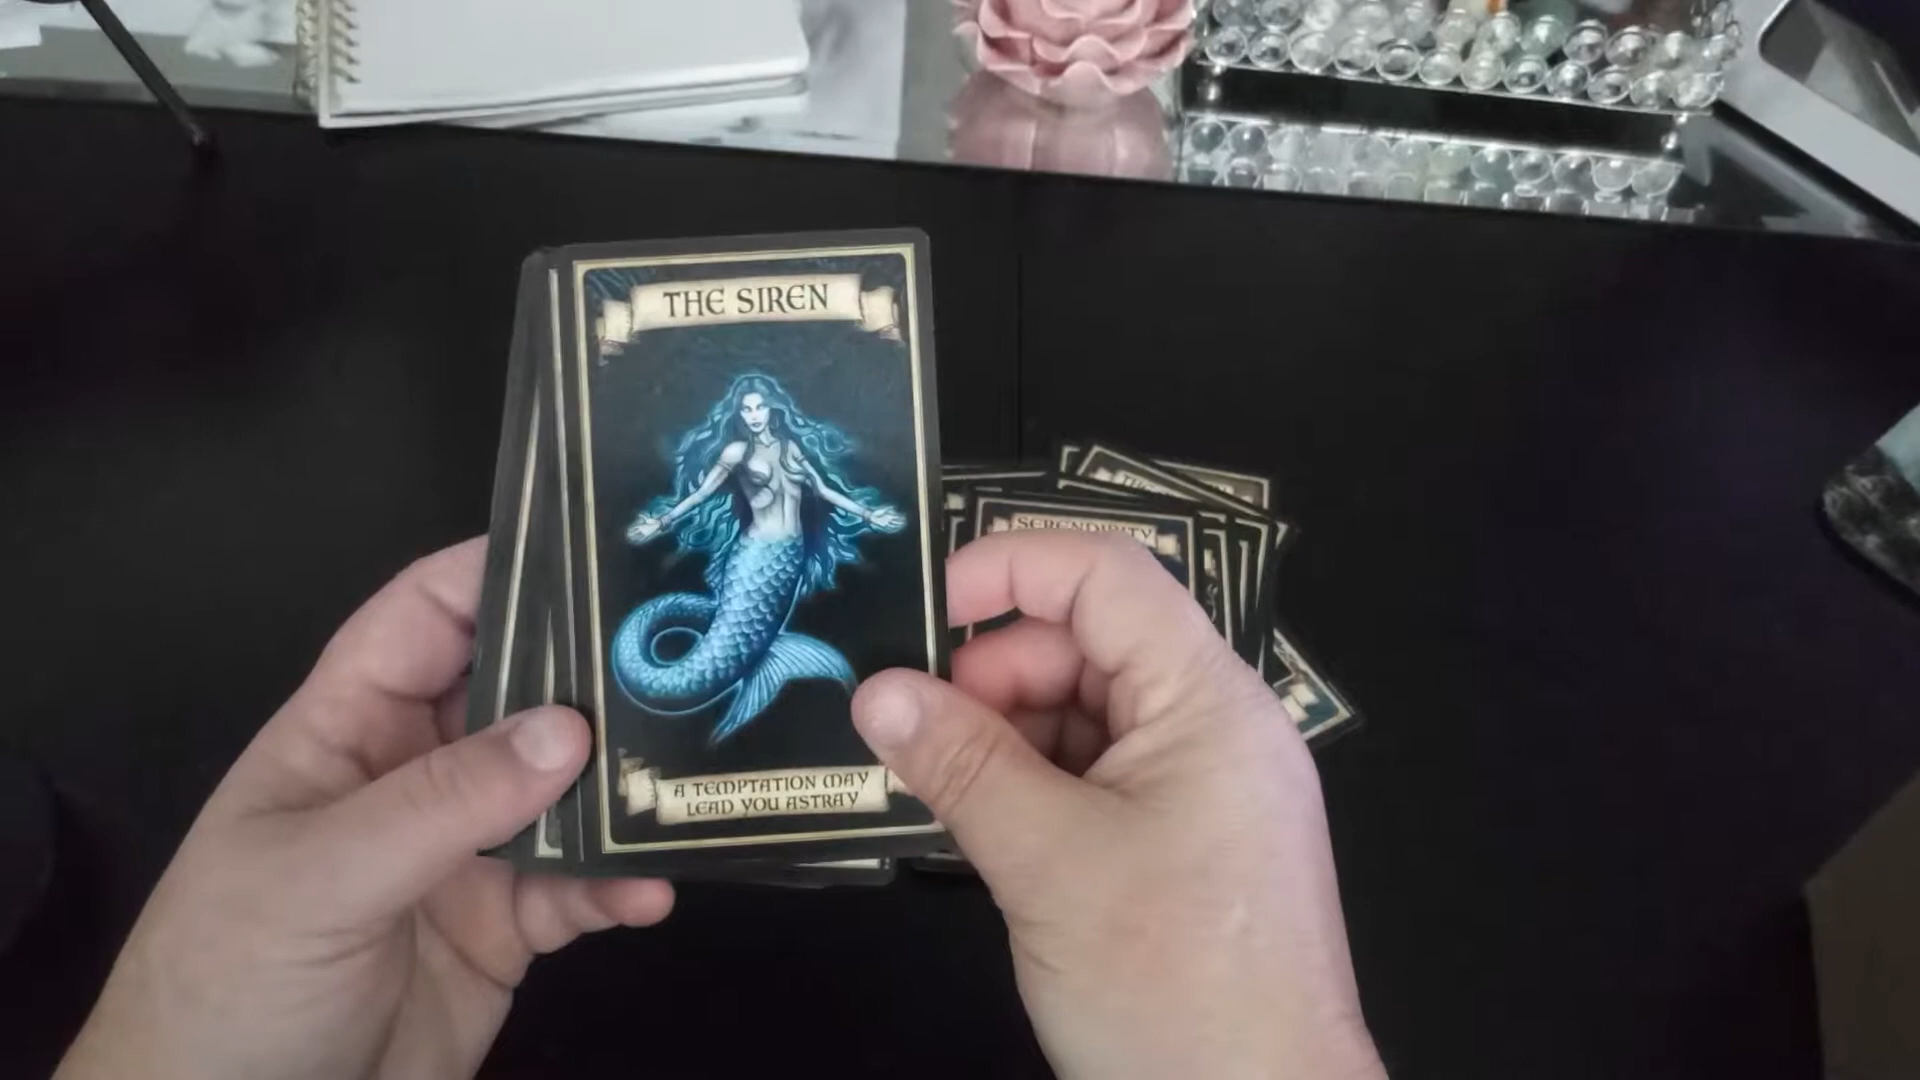 THE SIREN
A TEMPTATION MAY
LEAD YOU ASTRAY
SERENDIPITY